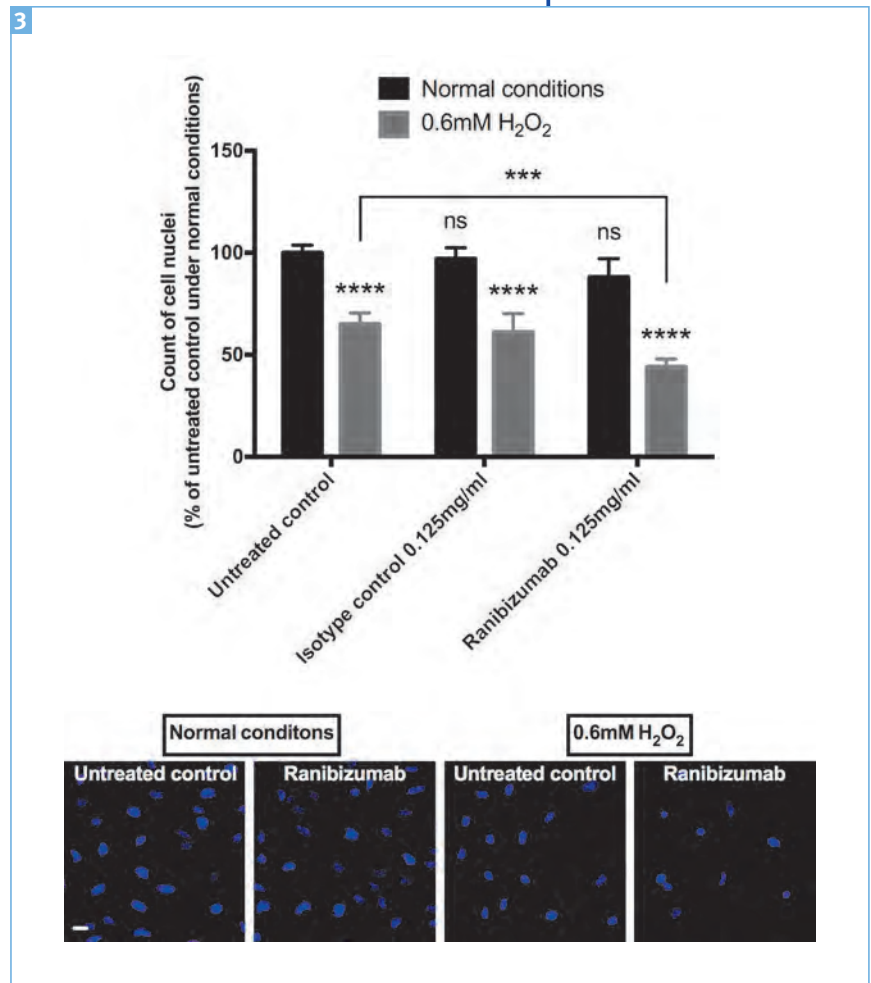 3
Normal conditions
0.6mM H₂O₂
Count of cell nuclei
(% of untreated control under normal conditions)
150
100
50
0
***
ns
ns
****
****
****
Untreated control
Isotype control 0.125mg/ml
Ranibizumab 0.125mg/ml
Normal conditons
0.6mM H₂O₂
Untreated control
Ranibizumab
Untreated control
Ranibizumab